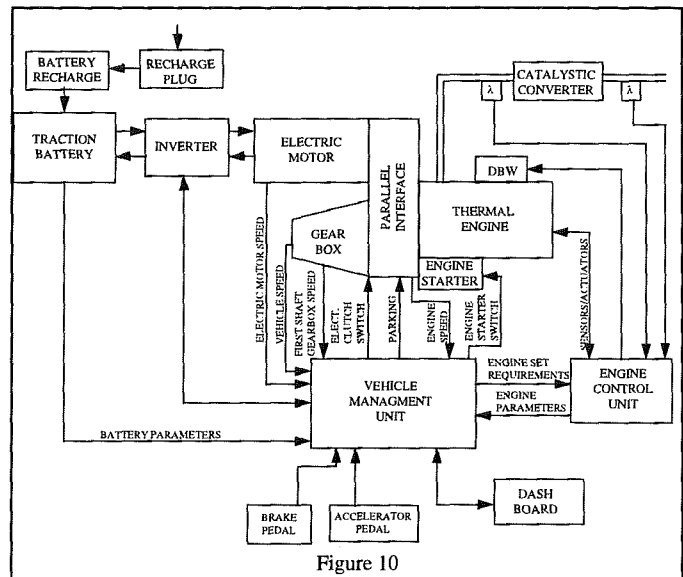 BATTERY
RECHARGE
RECHARGE
PLUG
CATALYSTIC
CONVERTER
λ
λ
TRACTION
BATTERY
INVERTER
ELECTRIC
MOTOR
PARALLEL
INTERFACE
DBW
THERMAL
ENGINE
GEAR
BOX
ENGINE
STARTER
ELECTRIC MOTOR SPEED
VEHICLE SPEED
FIRST SHAFT
GEARBOX SPEED
ELECT.
CLUTCH
SWITCH
PARKING
ENGINE
SPEED
ENGINE
STARTER
SWITCH
SENSORS/ACTUATORS
VEHICLE
MANAGMENT
UNIT
ENGINE SET
REQUIREMENTS
ENGINE
PARAMETERS
ENGINE
CONTROL
UNIT
BATTERY PARAMETERS
BRAKE
PEDAL
ACCELERATOR
PEDAL
DASH
BOARD
Figure 10